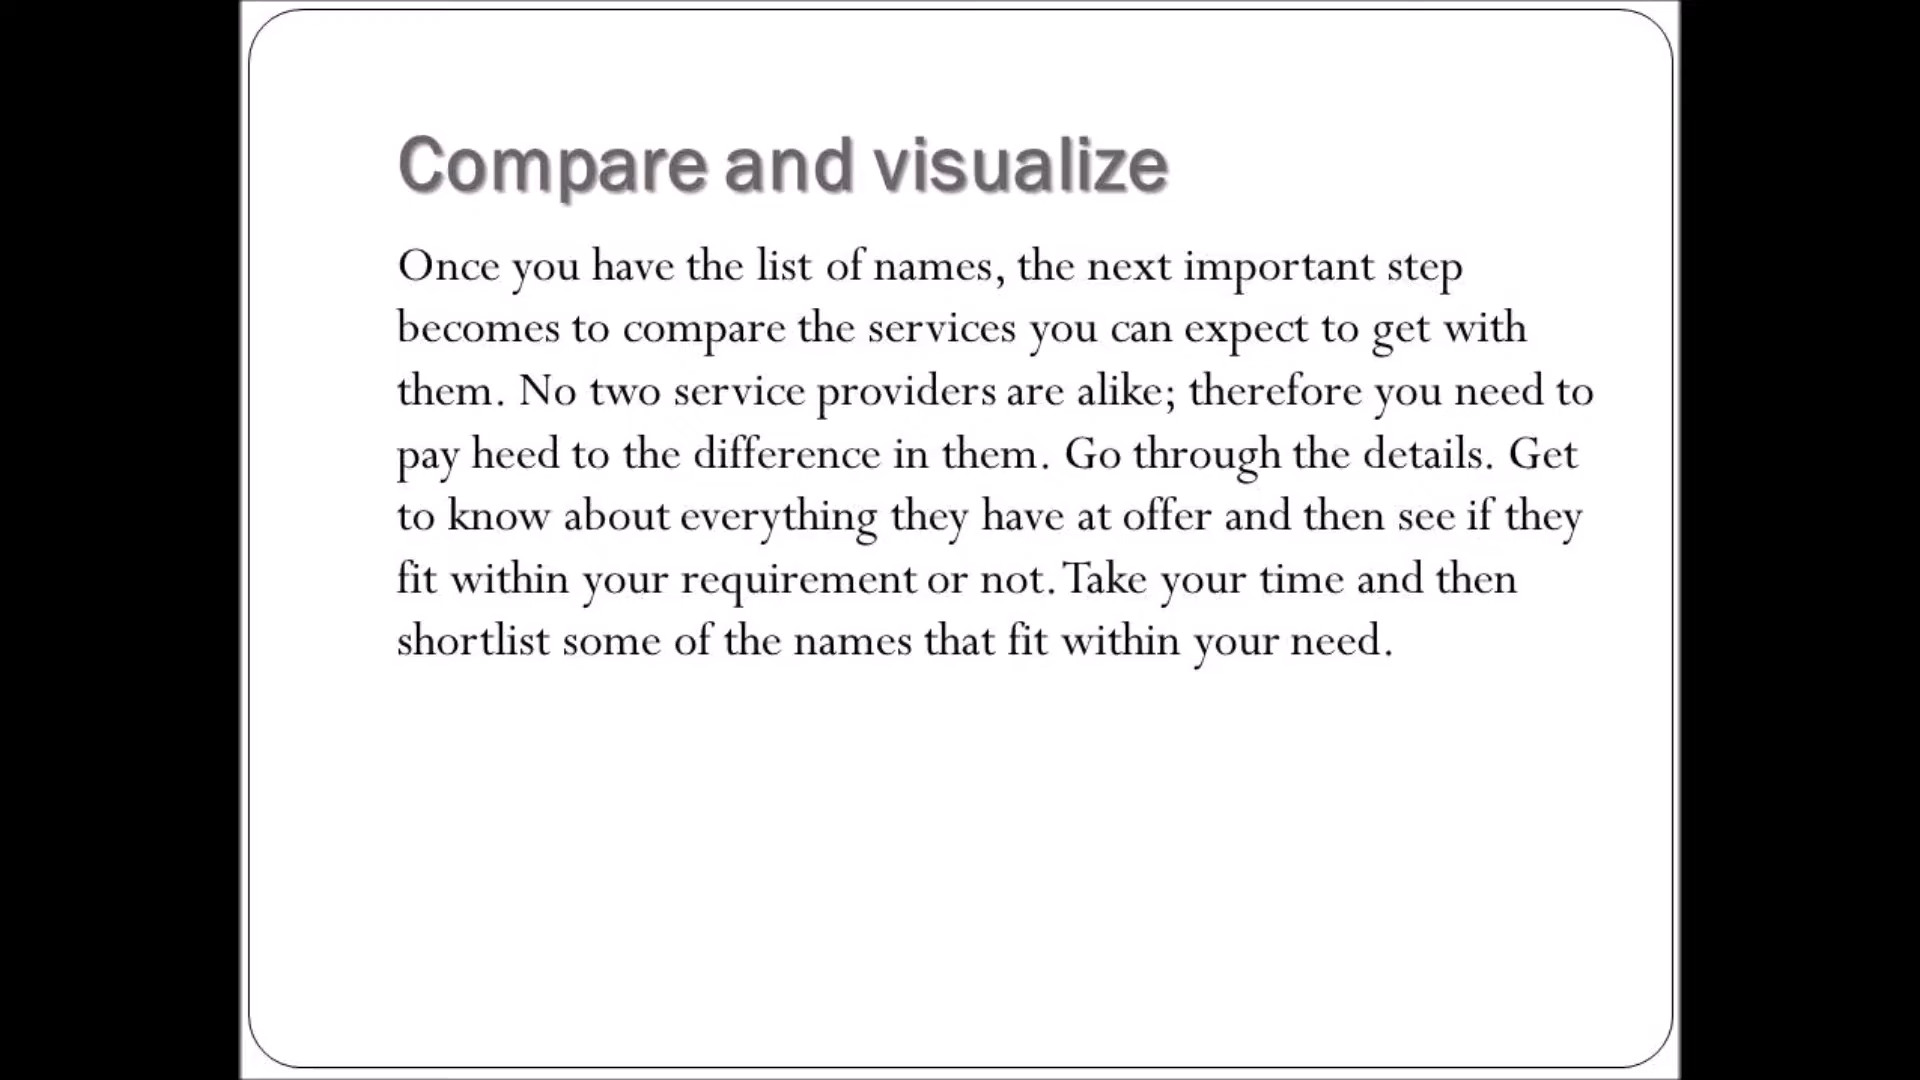 Compare and visualize
Once you have the list of names, the next important step
becomes to compare the services you can expect to get with
them. No two service providers are alike; therefore you need to
pay heed to the difference in them. Go through the details. Get
to know about everything they have at offer and then see if they
fit within your requirement or not. Take your time and then
shortlist some of the names that fit within your need.